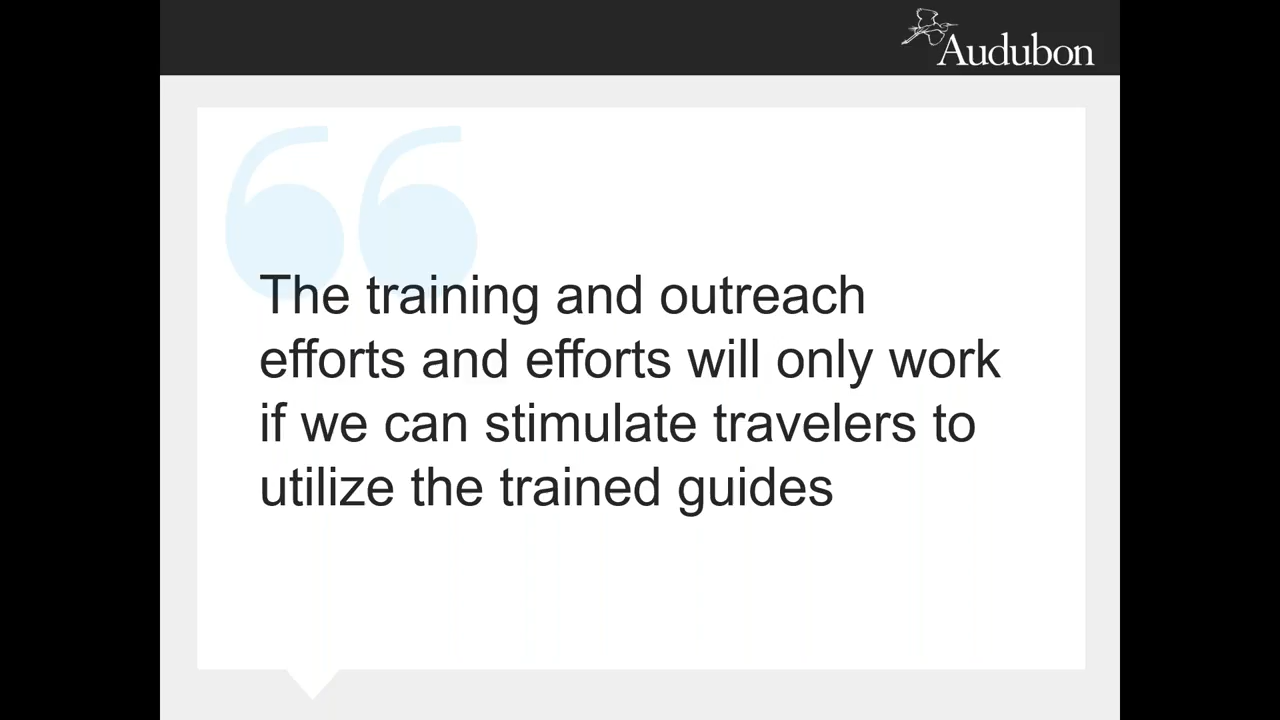 Audubon
The training and outreach
efforts and efforts will only work
if we can stimulate travelers to
utilize the trained guides